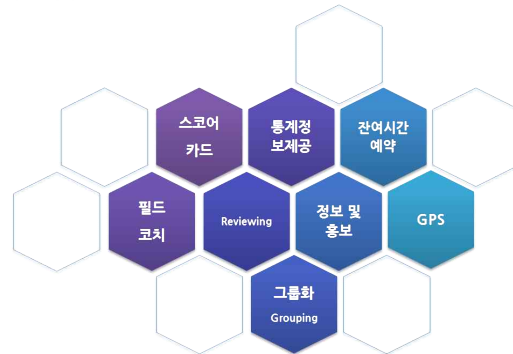 스코어
카드
통계정
보제공
잔여시간
예약
필드
코치
Reviewing
정보 및
홍보
GPS
그룹화
Grouping